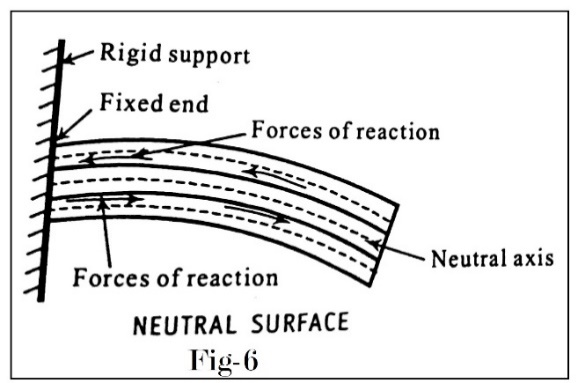 Rigid support
Fixed end
Forces of reaction
Neutral axis
Forces of reaction
NEUTRAL SURFACE
Fig-6